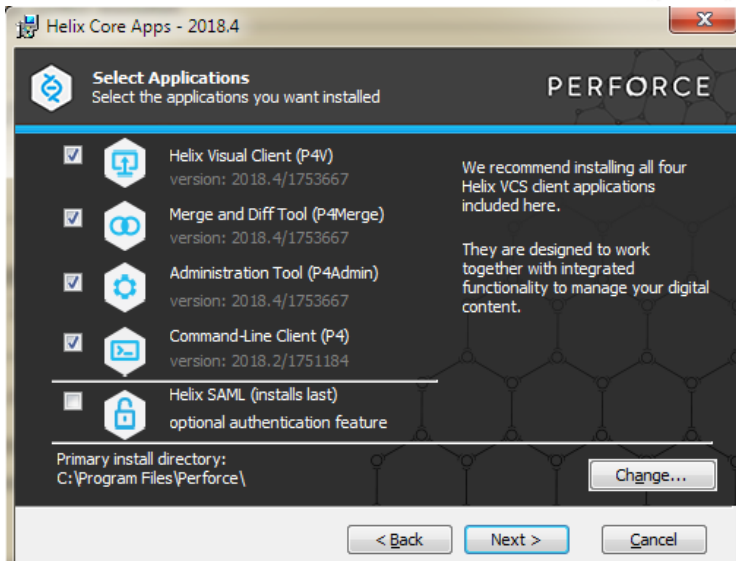 Helix Core Apps - 2018.4
Select Applications
Select the applications you want installed
PERFORCE
Helix Visual Client (P4V)
version: 2018.4/1753667
Merge and Diff Tool (P4Merge)
version: 2018.4/1753667
Administration Tool (P4Admin)
version: 2018.4/1753667
Command-Line Client (P4)
version: 2018.2/1751184
Helix SAML (installs last)
optional authentication feature
We recommend installing all four
Helix VCS client applications
included here.
They are designed to work
together with integrated
functionality to manage your digital
content.
Primary install directory:
C:\Program Files\Perforce\
Change...
< Back
Next >
Cancel